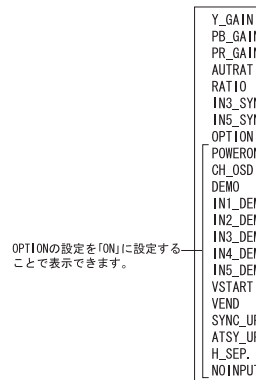 Y_GAIN
PB_GAIN
PR_GAIN
AUTRAT
RATIO
IN3_SYN
IN5_SYN
OPTION
POWERON
CH_OSD
DEMO
IN1_DEM
IN2_DEM
IN3_DEM
IN4_DEM
IN5_DEM
VSTART
VEND
SYNC_UP
ATSY_UP
H_SEP.
NOINPUT
OPTIONの設定を「ON」に設定する
ことで表示できます。